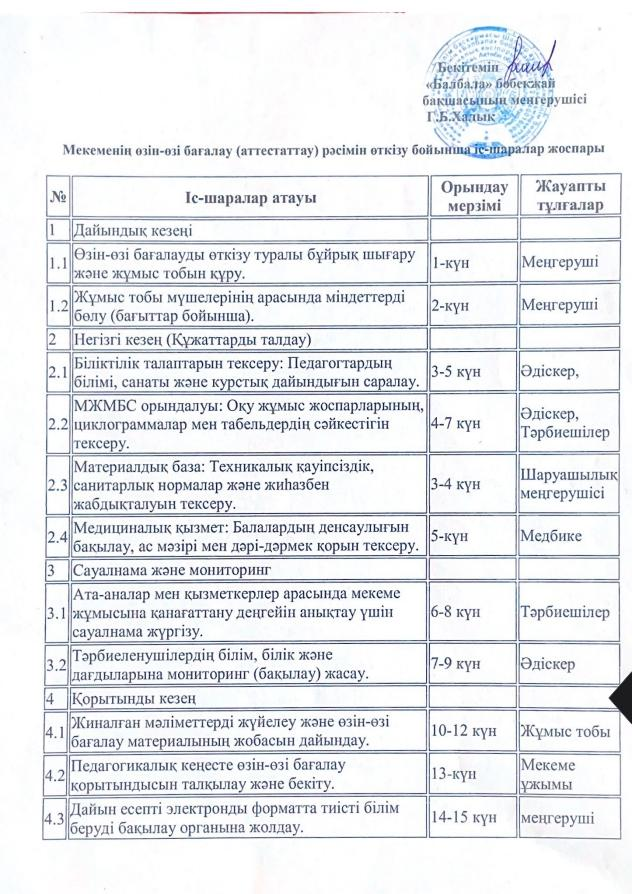 Бекітемін
«Балбала» бөбекжай
бақшасының меңгерушісі
Г.Б.Халық
Мекеменің өзін-өзі бағалау (аттестаттау) рәсімін өткізу бойынша іс-шаралар жоспары
№ Іс-шаралар атауы Орындау мерзімі Жауапты тұлғалар
1 Дайындық кезеңі
1.1 Өзін-өзі бағалауды өткізу туралы бұйрық шығару
және жұмыс тобын құру. 1-күн Меңгеруші
1.2 Жұмыс тобы мүшелерінің арасында міндеттерді
бөлу (бағыттар бойынша). 2-күн Меңгеруші
2 Негізгі кезең (Құжаттарды талдау)
2.1 Біліктілік талаптарын тексеру: Педагогтардың
білімі, санаты және курстық дайындығын саралау. 3-5 күн Әдіскер,
2.2 МЖМБС орындалуы: Оқу жұмыс жоспарларының,
циклограммалар мен табельдердің сәйкестігін
тексеру. 4-7 күн Әдіскер,
Тәрбиешілер
2.3 Материалдық база: Техникалық қауіпсіздік,
санитарлық нормалар және жиһазбен
жабдықталуын тексеру. 3-4 күн Шаруашылық
меңгерушісі
2.4 Медициналық қызмет: Балалардың денсаулығын
бақылау, ас мәзірі мен дәрі-дәрмек қорын тексеру. 5-күн Медбике
3 Сауалнама және мониторинг
3.1 Ата-аналар мен қызметкерлер арасында мекеме
жұмысына қанағаттану деңгейін анықтау үшін
сауалнама жүргізу. 6-8 күн Тәрбиешілер
3.2 Тәрбиеленушілердің білім, білік және
дағдыларына мониторинг (бақылау) жасау. 7-9 күн Әдіскер
4 Қорытынды кезең
4.1 Жиналған мәліметтерді жүйелеу және өзін-өзі
бағалау материалының жобасын дайындау. 10-12 күн Жұмыс тобы
4.2 Педагогикалық кеңесте өзін-өзі бағалау
қорытындысын талқылау және бекіту. 13-күн Мекеме
ұжымы
4.3 Дайын есепті электронды форматта тиісті білім
беруді бақылау органына жолдау. 14-15 күн меңгеруші